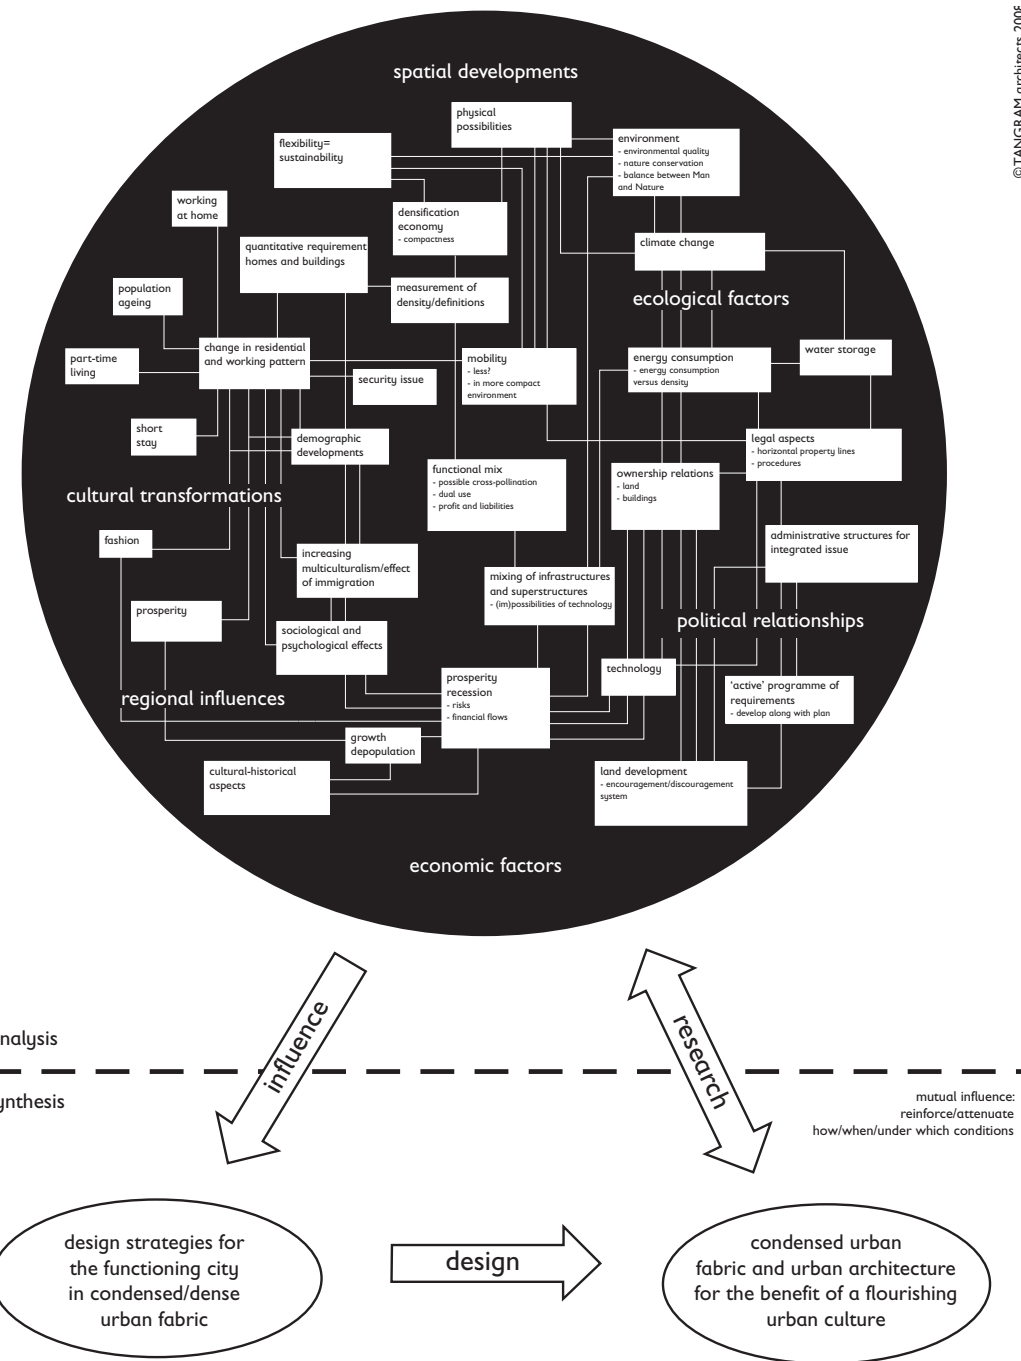 ©TANGRAM architects 2008
spatial developments
physical
possibilities
flexibility=
sustainability
environment
- environmental quality
- nature conservation
- balance between Man
and Nature
working
at home
densification
economy
- compactness
quantitative requirement
homes and buildings
climate change
population
ageing
measurement of
density/definitions
ecological factors
change in residential
and working pattern
part-time
living
mobility
- less?
- in more compact
environment
energy consumption
- energy consumption
versus density
water storage
security issue
short
stay
demographic
developments
legal aspects
- horizontal property lines
- procedures
functional mix
- possible cross-pollination
- dual use
- profit and liabilities
ownership relations
- land
- buildings
cultural transformations
fashion
administrative structures for
integrated issue
increasing
multiculturalism/effect
of immigration
mixing of infrastructures
and superstructures
- (im)possibilities of technology
prosperity
sociological and
psychological effects
political relationships
technology
prosperity
recession
- risks
- financial flows
'active' programme of
requirements
- develop along with plan
regional influences
growth
depopulation
cultural-historical
aspects
land development
- encouragement/discouragement
system
economic factors
influence
research
nalysis
ynthesis
mutual influence:
reinforce/attenuate
how/when/under which conditions
design strategies for
the functioning city
in condensed/dense
urban fabric
design
condensed urban
fabric and urban architecture
for the benefit of a flourishing
urban culture